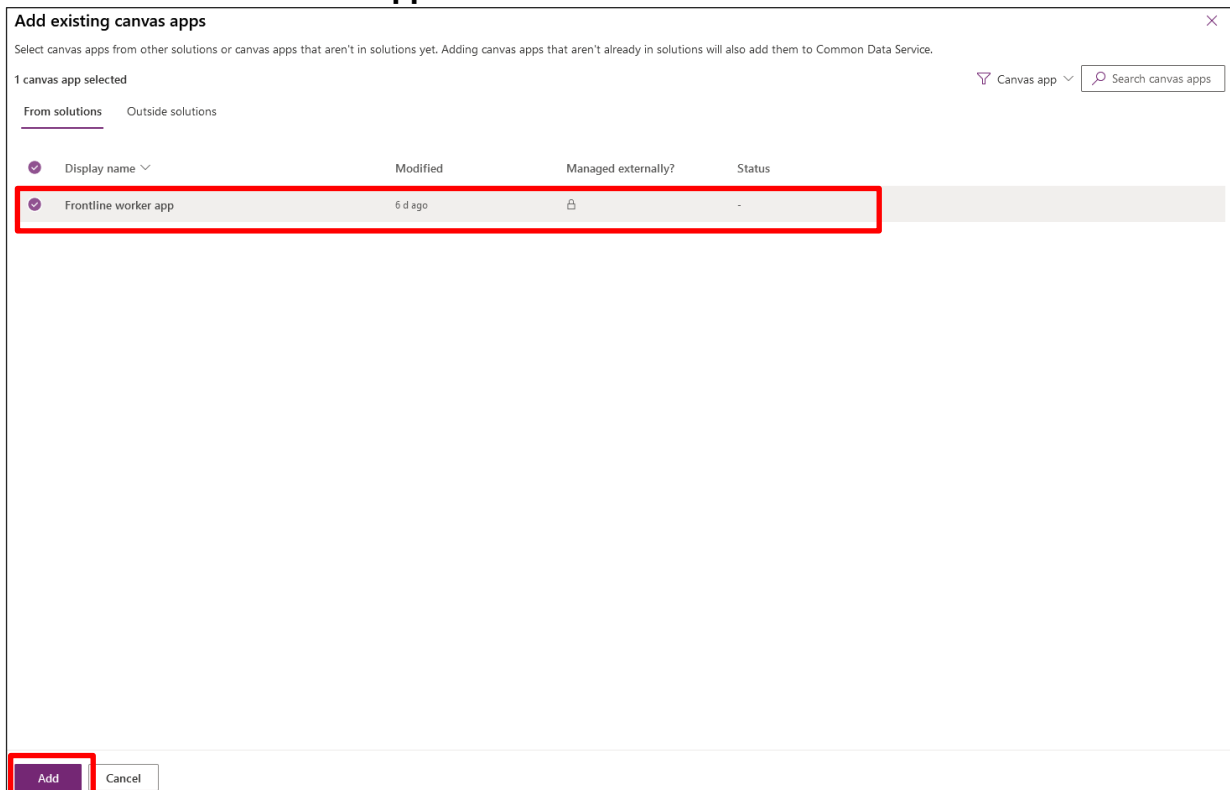 Add existing canvas apps
Select canvas apps from other solutions or canvas apps that aren't in solutions yet. Adding canvas apps that aren't already in solutions will also add them to Common Data Service.
1 canvas app selected
Canvas app
Search canvas apps
From solutions Outside solutions
Display name Modified Managed externally? Status
Frontline worker app 6 d ago -
Add Cancel